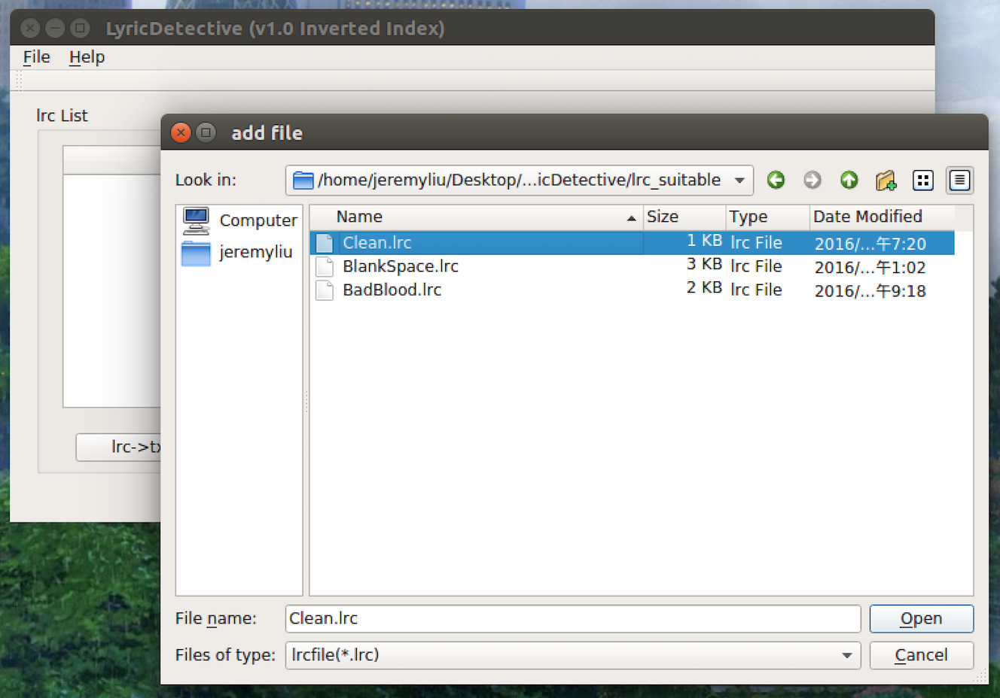 LyricDetective (v1.0 Inverted Index)
File Help
lrc List
add file
Look in: /home/jeremyliu/Desktop/...icDetective/lrc_suitable
Computer
jeremyliu
Name Size Type Date Modified
Clean.lrc 1 KB lrc File 2016/...午7:20
BlankSpace.lrc 3 KB lrc File 2016/...午1:02
BadBlood.lrc 2 KB lrc File 2016/...午9:18
lrc->tx
File name: Clean.lrc Open
Files of type: lrcfile(*.lrc) Cancel